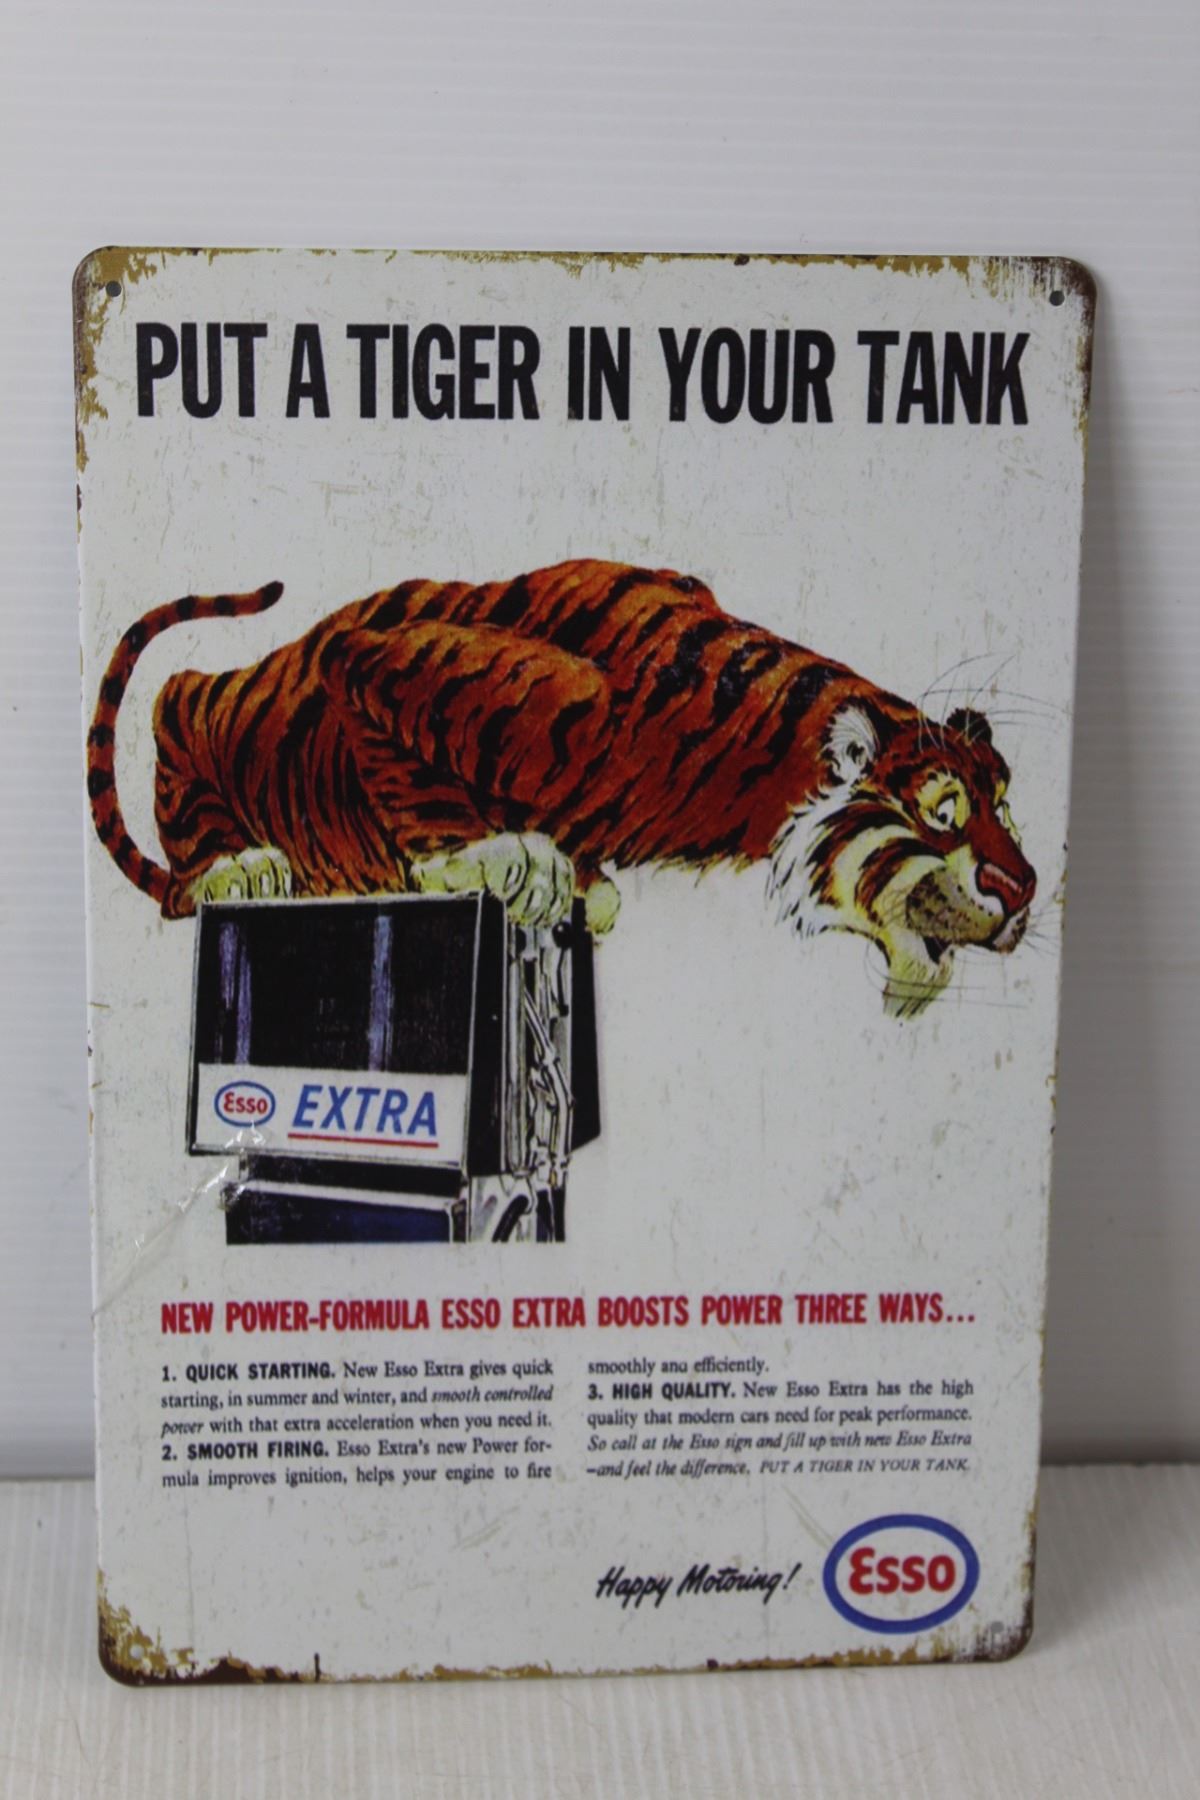 PUT A TIGER IN YOUR TANK
Esso EXTRA
NEW POWER-FORMULA ESSO EXTRA BOOSTS POWER THREE WAYS...
1. QUICK STARTING. New Esso Extra gives quick
starting, in summer and winter, and smooth controlled
power with that extra acceleration when you need it.
2. SMOOTH FIRING. Esso Extra's new Power for-
mula improves ignition, helps your engine to fire
smoothly and efficiently.
3. HIGH QUALITY. New Esso Extra has the high
quality that modern cars need for peak performance.
So call at the Esso sign and fill up with new Esso Extra
—and feel the difference. PUT A TIGER IN YOUR TANK.
Happy Motoring!
Esso